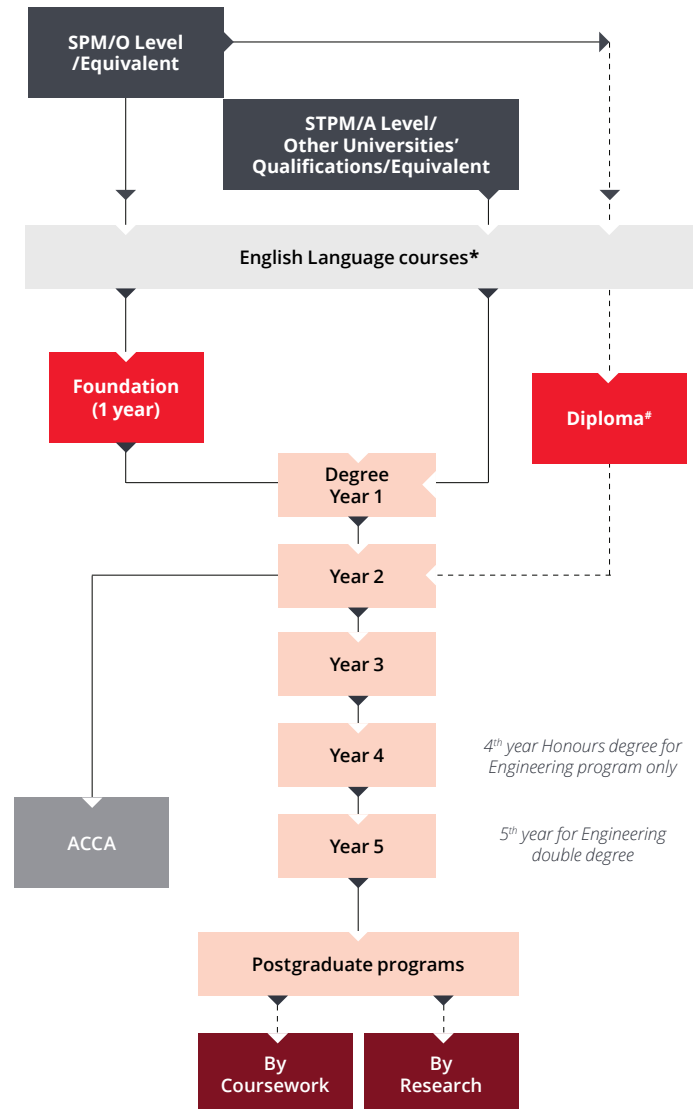 SPM/O Level
/Equivalent
STPM/A Level/
Other Universities’
Qualifications/Equivalent
English Language courses*
Foundation
(1 year)
Diploma#
Degree
Year 1
Year 2
Year 3
Year 4
4th year Honours degree for
Engineering program only
ACCA
Year 5
5th year for Engineering
double degree
Postgraduate programs
By
Coursework
By
Research